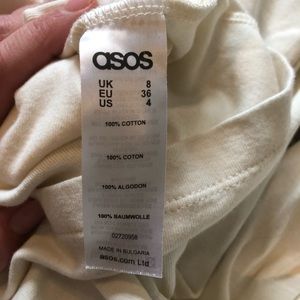 asos
UK 8
EU 36
US 4
100% COTTON
100% COTON
100% ALGODON
100% BAUMWOLLE
02720958
MADE IN BULGARIA
asos.com Ltd